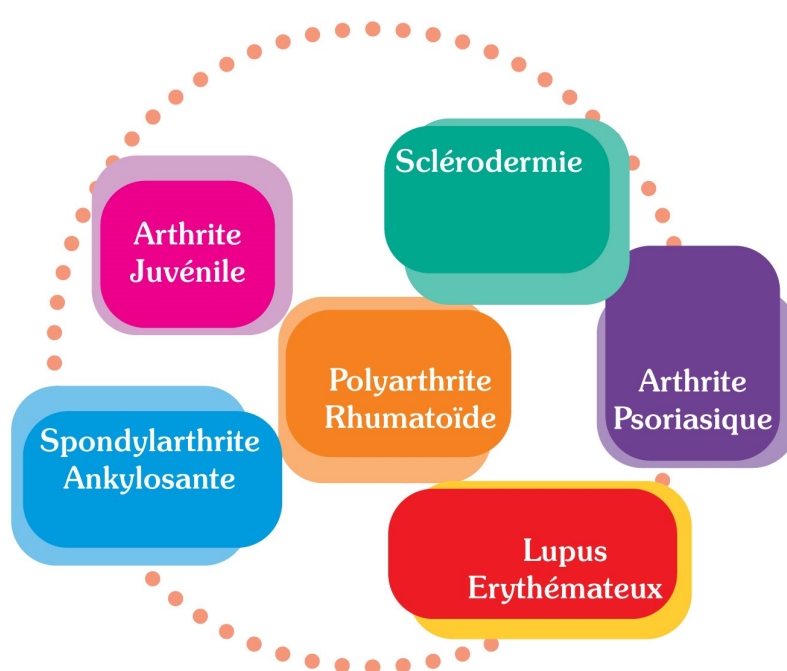 Sclérodermie
Arthrite
Juvénile
Polyarthrite
Rhumatoïde
Arthrite
Psoriasique
Spondylarthrite
Ankylosante
Lupus
Erythémateux